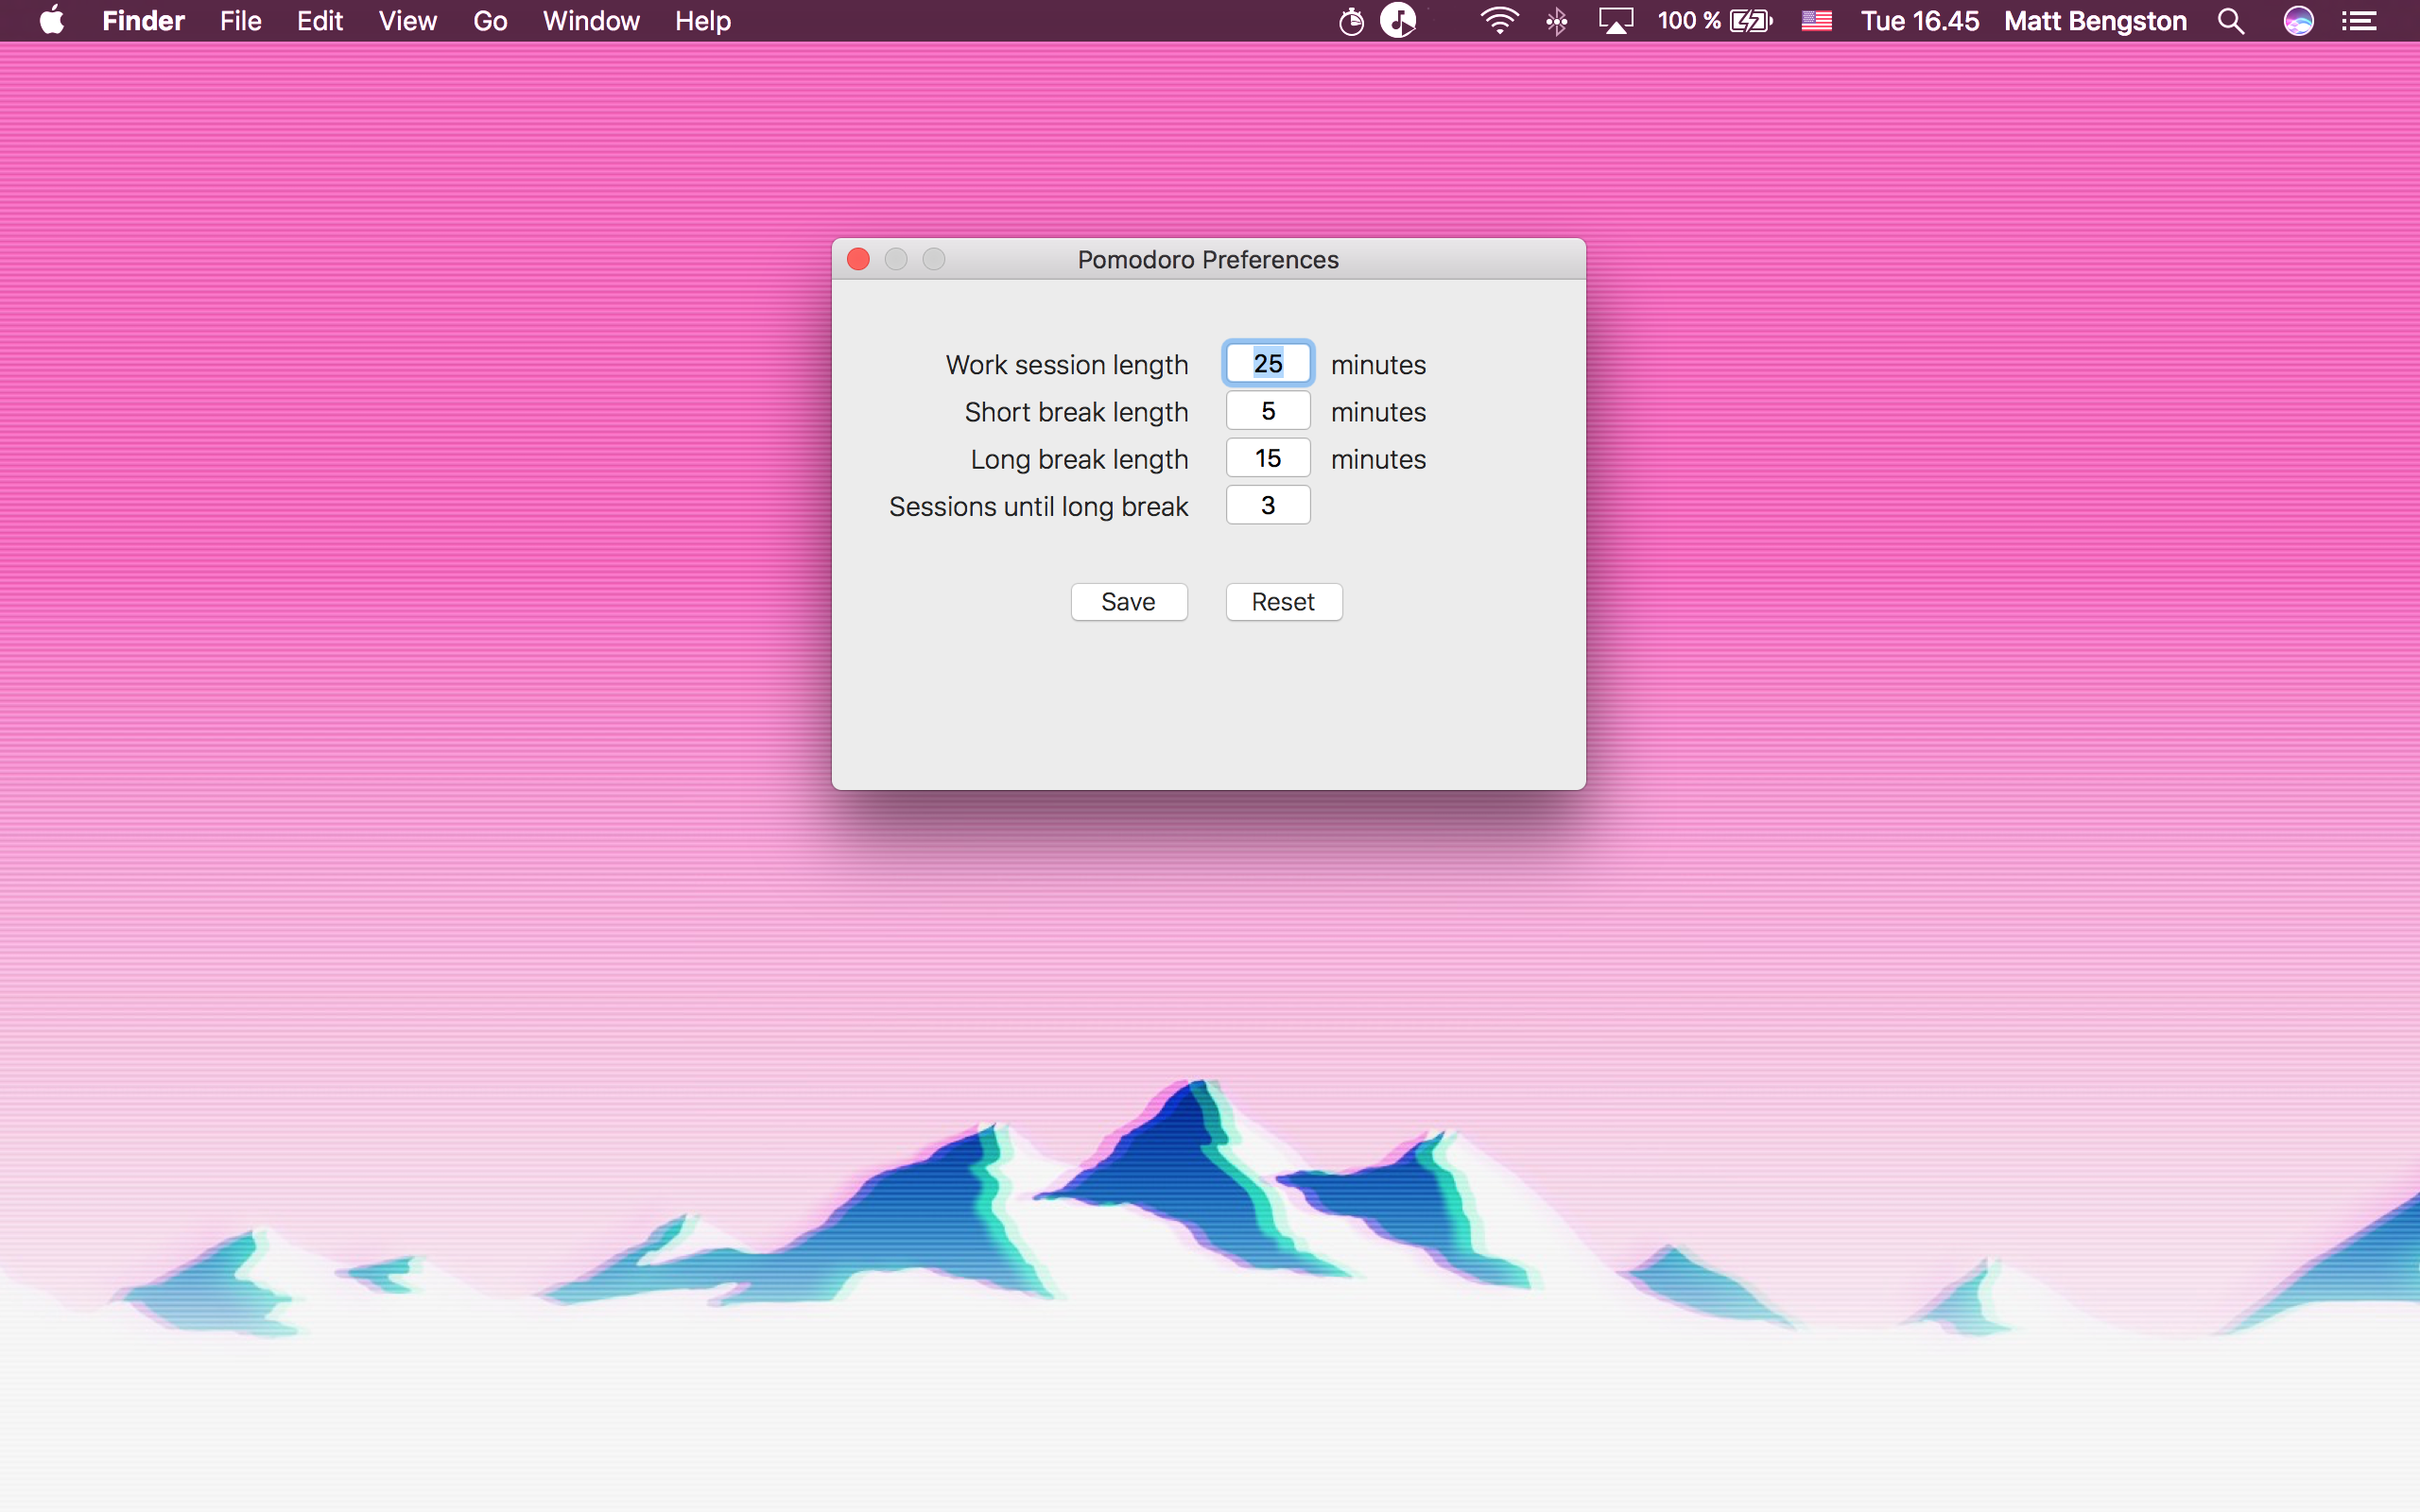 Finder File Edit View Go Window Help 100 % Tue 16.45 Matt Bengston
Pomodoro Preferences
Work session length 25 minutes
Short break length 5 minutes
Long break length 15 minutes
Sessions until long break 3
Save Reset